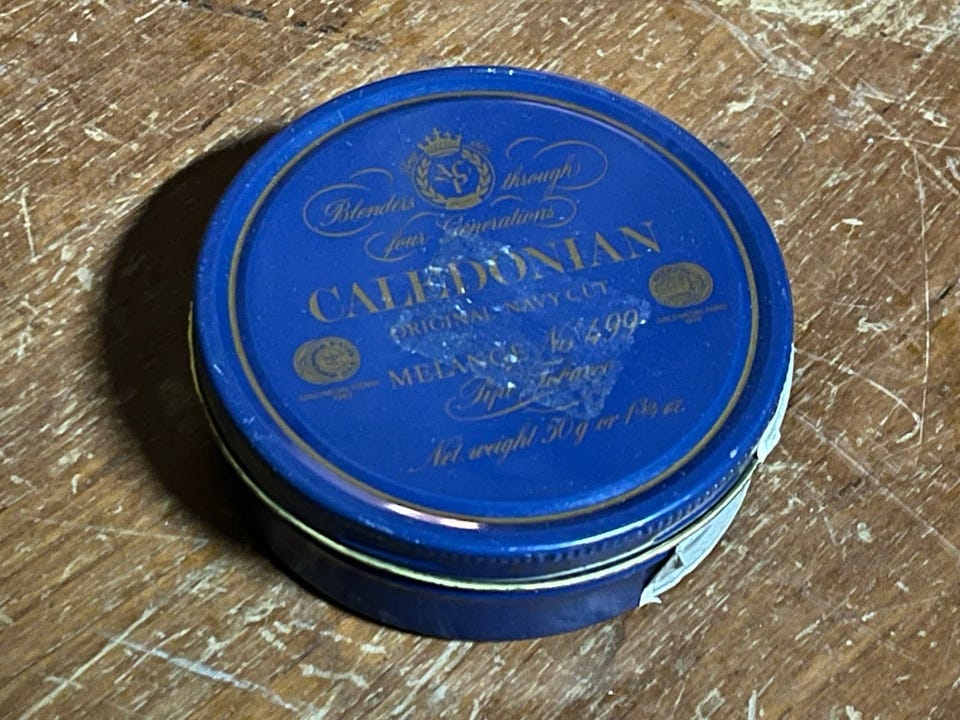 Blenders through
four Generations
CALEDONIAN
ORIGINAL NAVY CUT
MELANGE No 499
Pipe Tobacco
Net weight 50 g or 1¾ oz.